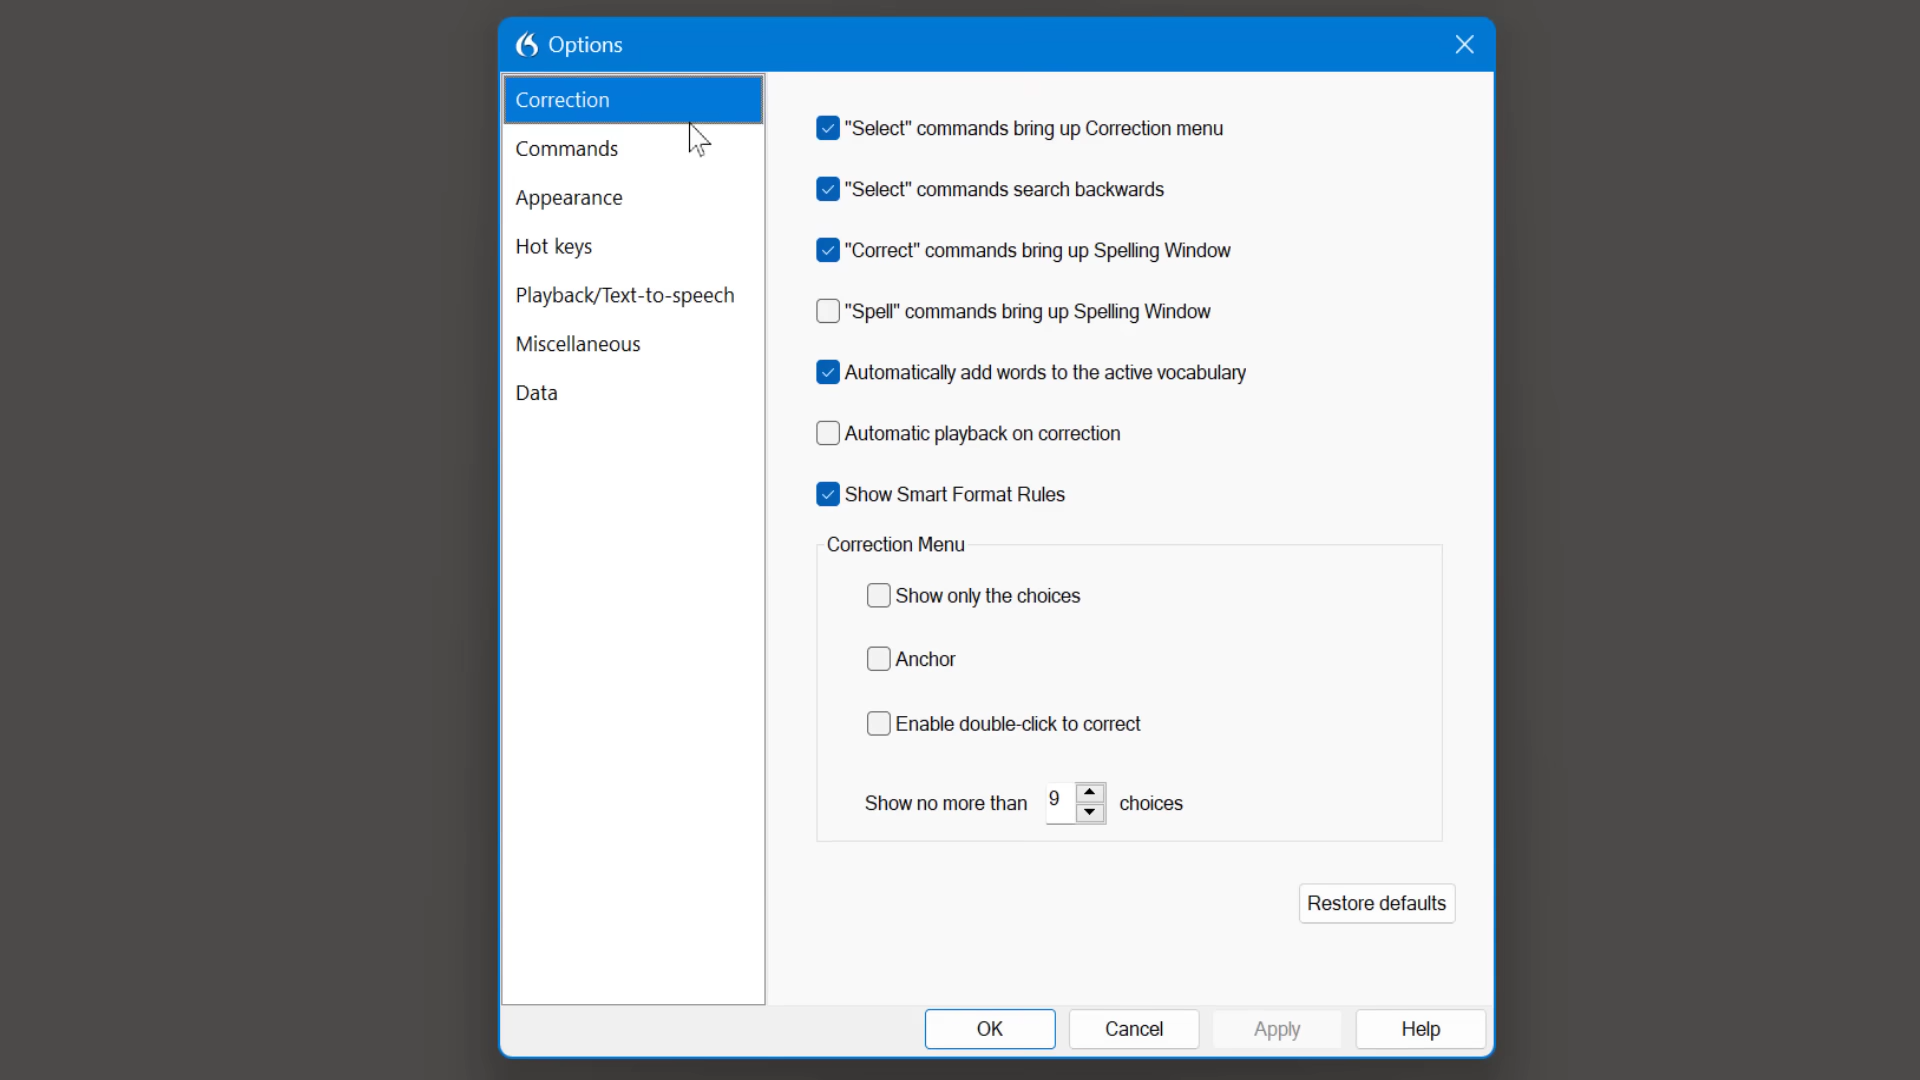 Options
Correction
Commands
Appearance
Hot keys
Playback/Text-to-speech
Miscellaneous
Data
"Select" commands bring up Correction menu
"Select" commands search backwards
"Correct" commands bring up Spelling Window
"Spell" commands bring up Spelling Window
Automatically add words to the active vocabulary
Automatic playback on correction
Show Smart Format Rules
Correction Menu
Show only the choices
Anchor
Enable double-click to correct
Show no more than 9 choices
Restore defaults
OK Cancel Apply Help